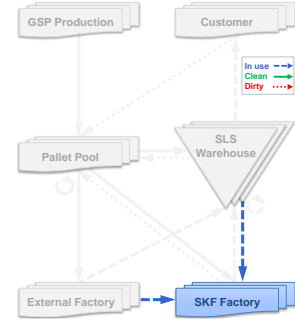 GSP Production
Customer
In use
Clean
Dirty
Pallet Pool
SLS
Warehouse
External Factory
SKF Factory